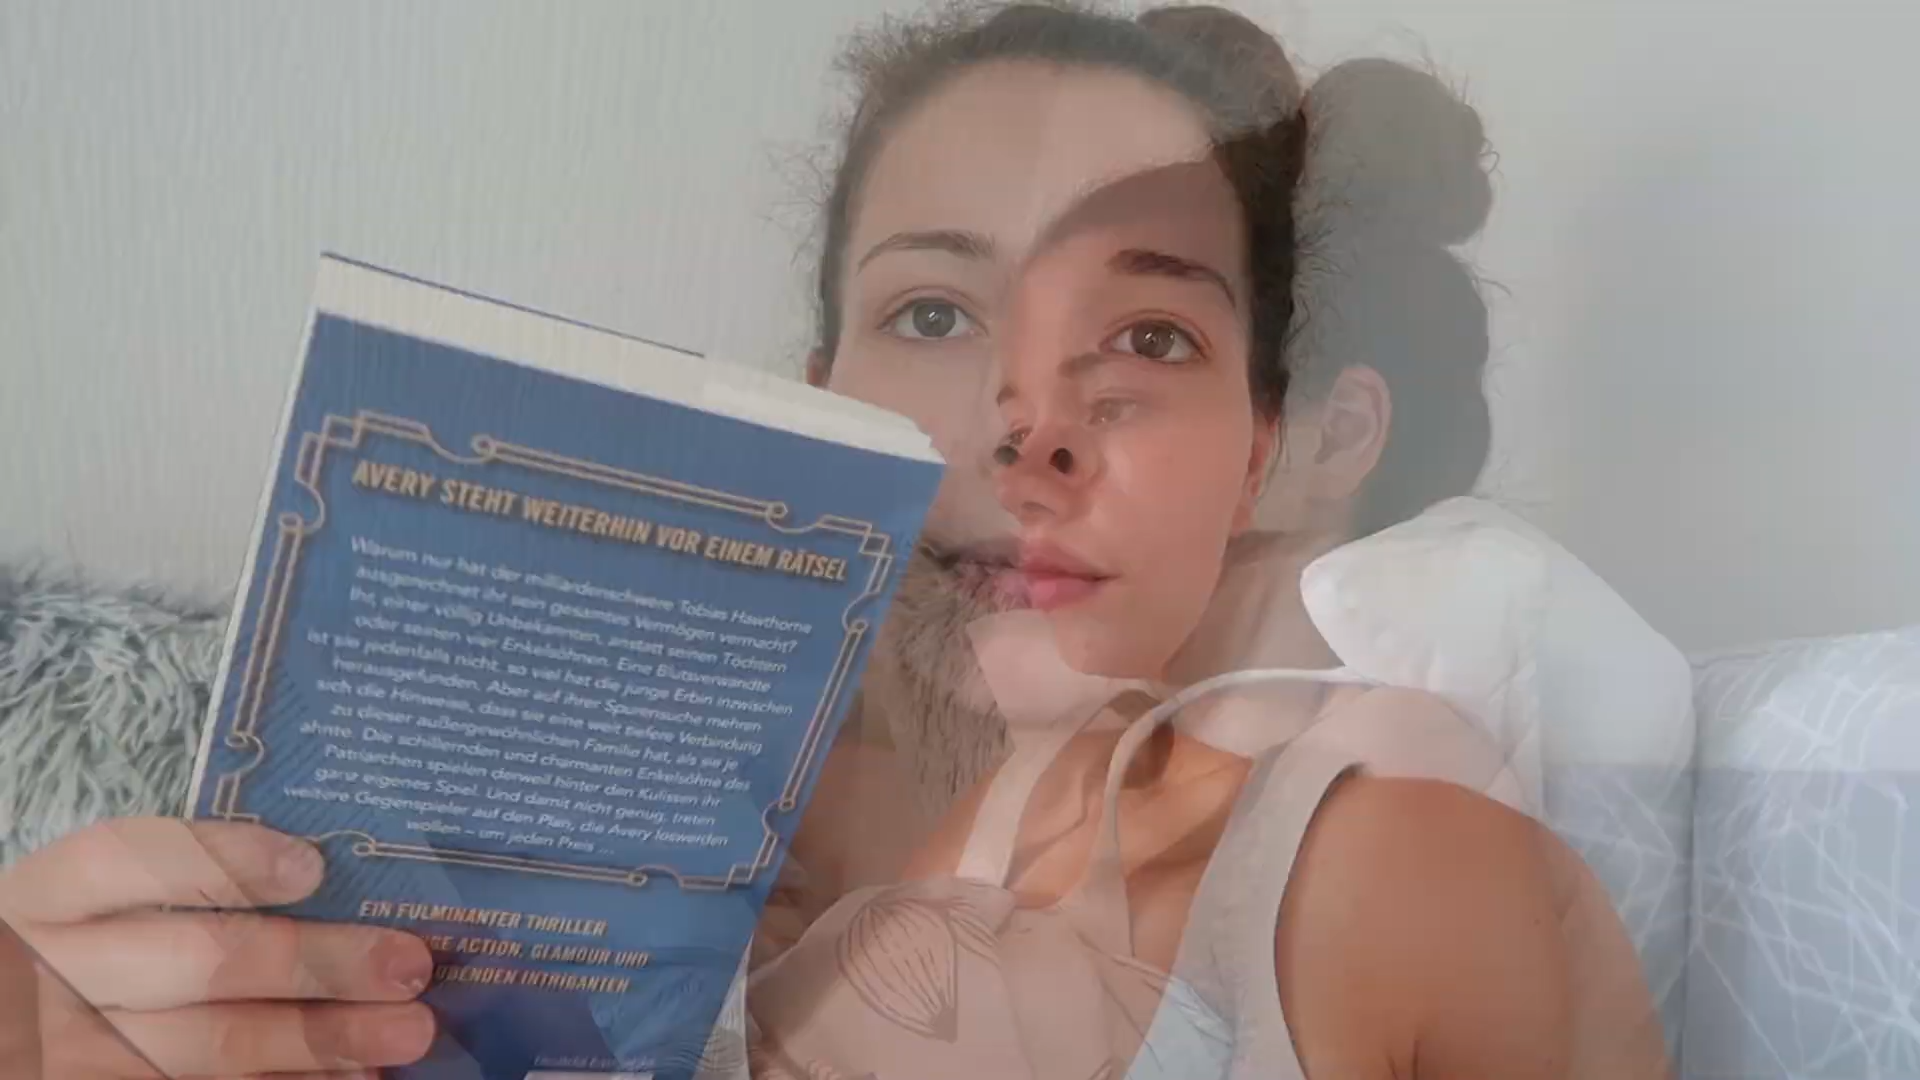 AVERY STEHT WEITERHIN VOR EINEM RÄTSEL
Warum nur hat der milliardenschwere Tobias Hawthorne
ausgerechnet ihr sein gesamtes Vermögen vermacht?
Ihr, einer völlig Unbekannten, anstatt seinen Töchtern
oder seinen vier Enkelsöhnen. Eine Blutsverwandte
ist sie jedenfalls nicht, so viel hat die junge Erbin inzwischen
herausgefunden. Aber auf ihrer Spurensuche mehren
sich die Hinweise, dass sie eine weit tiefere Verbindung
zu dieser außergewöhnlichen Familie hat, als sie je
ahnte. Die schillernden und charmanten Enkelsöhne des
Patriarchen spielen derweil hinter den Kulissen ihr
ganz eigenes Spiel. Und damit nicht genug, treten
weitere Gegenspieler auf den Plan, die Avery loswerden
wollen – um jeden Preis ...
EIN FULMINANTER THRILLER
ACTION, GLAMOUR UND
INTRIGANTEN